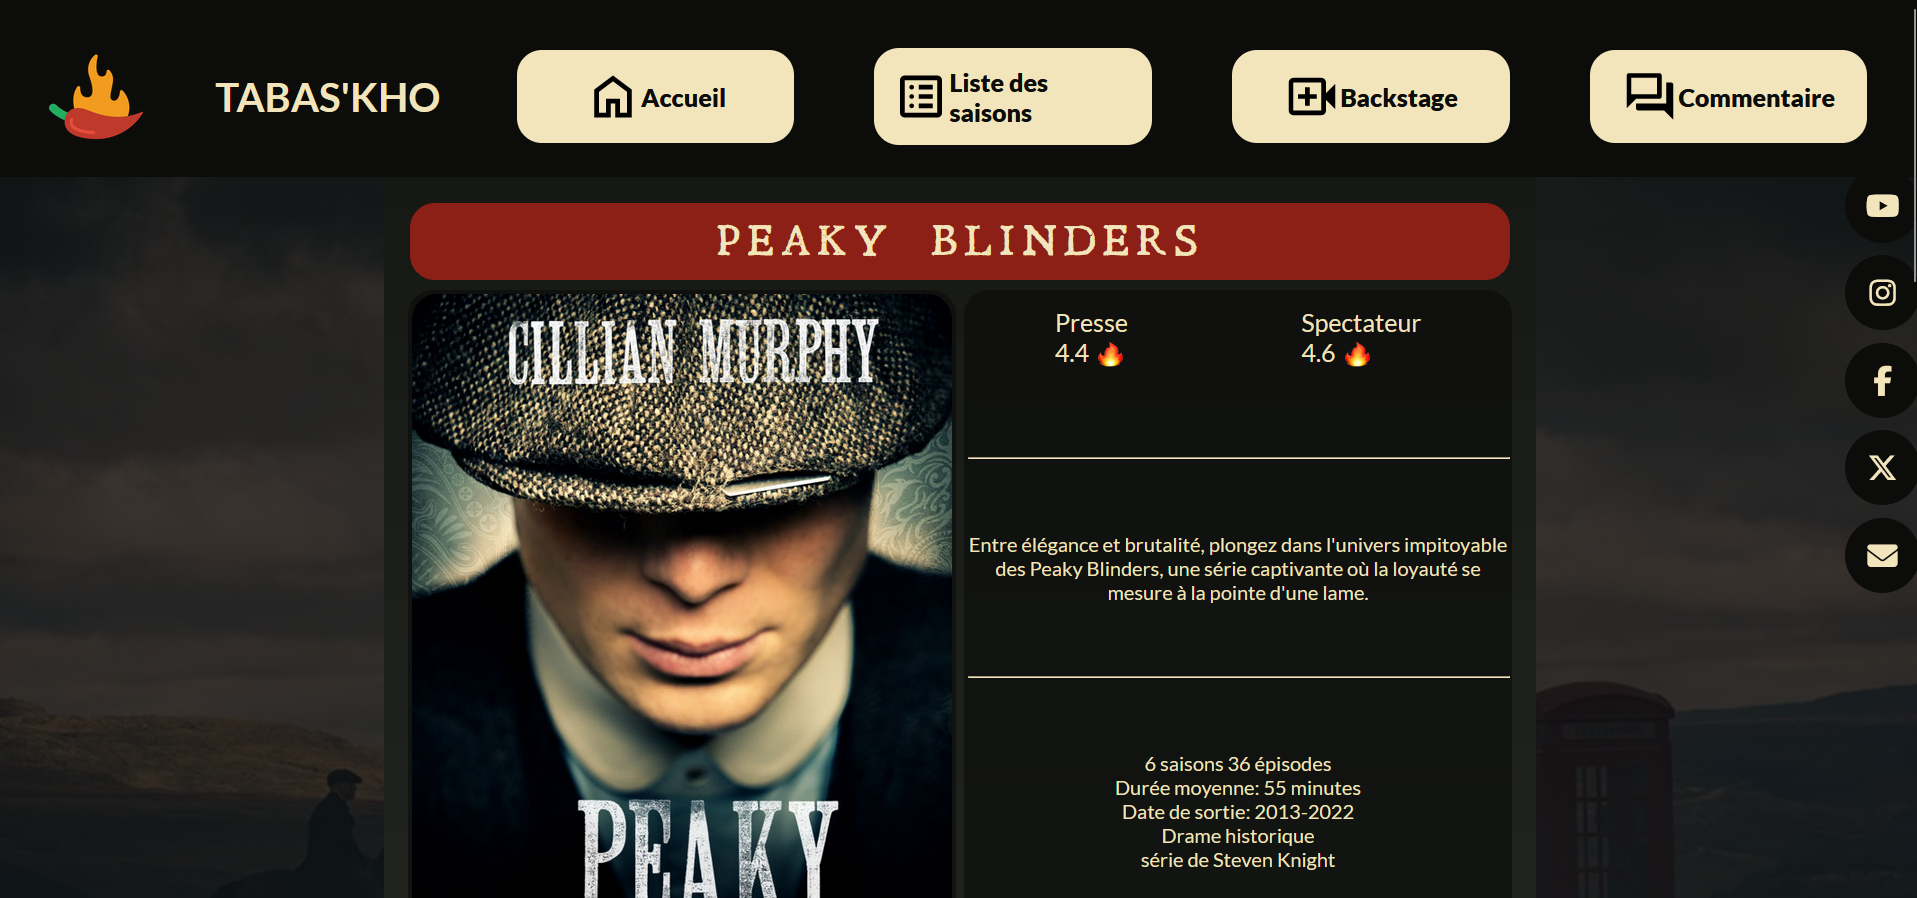 TABAS'KHO
Accueil
Liste des
saisons
Backstage
Commentaire
PEAKY BLINDERS
CILLIAN MURPHY
PEAKY
Presse
4.4 🔥
Spectateur
4.6 🔥
Entre élégance et brutalité, plongez dans l'univers impitoyable
des Peaky Blinders, une série captivante où la loyauté se
mesure à la pointe d'une lame.
6 saisons 36 épisodes
Durée moyenne: 55 minutes
Date de sortie: 2013-2022
Drame historique
série de Steven Knight